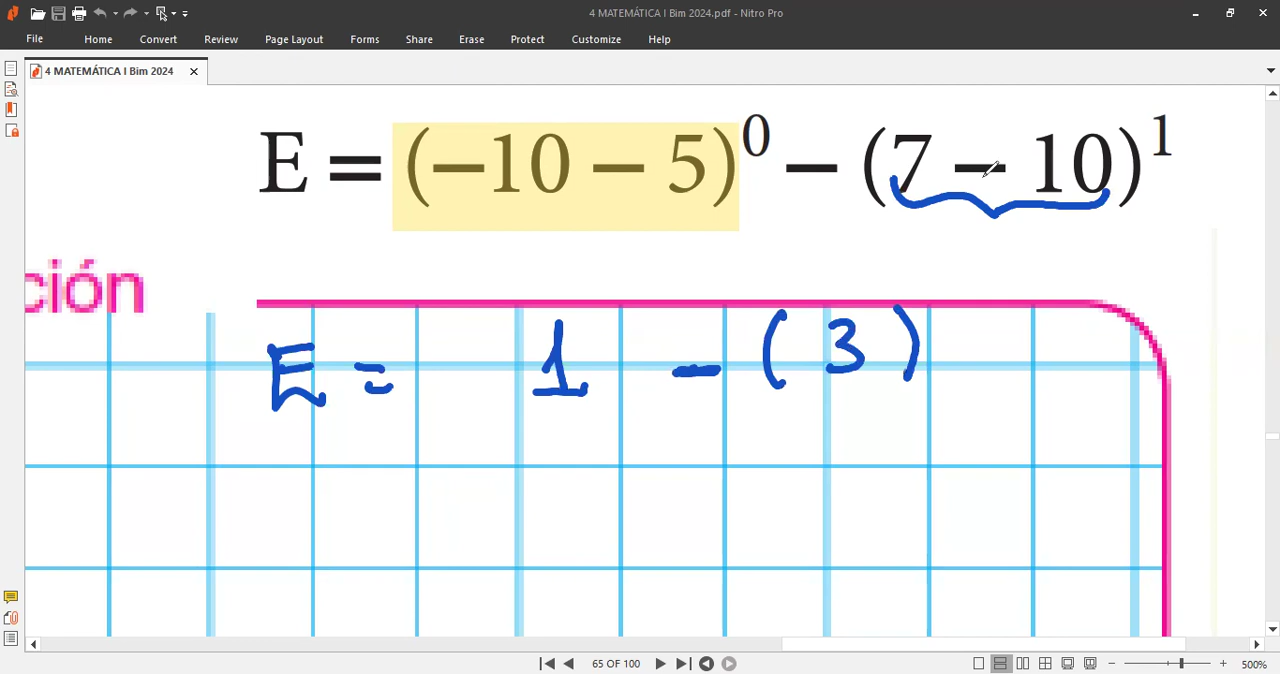 4 MATEMÁTICA I Bim 2024.pdf - Nitro Pro
File Home Convert Review Page Layout Forms Share Erase Protect Customize Help
4 MATEMÁTICA I Bim 2024
E = (−10 − 5)⁰ − (7 − 10)¹
ción
E = 1 - ( 3 )
65 OF 100
500%